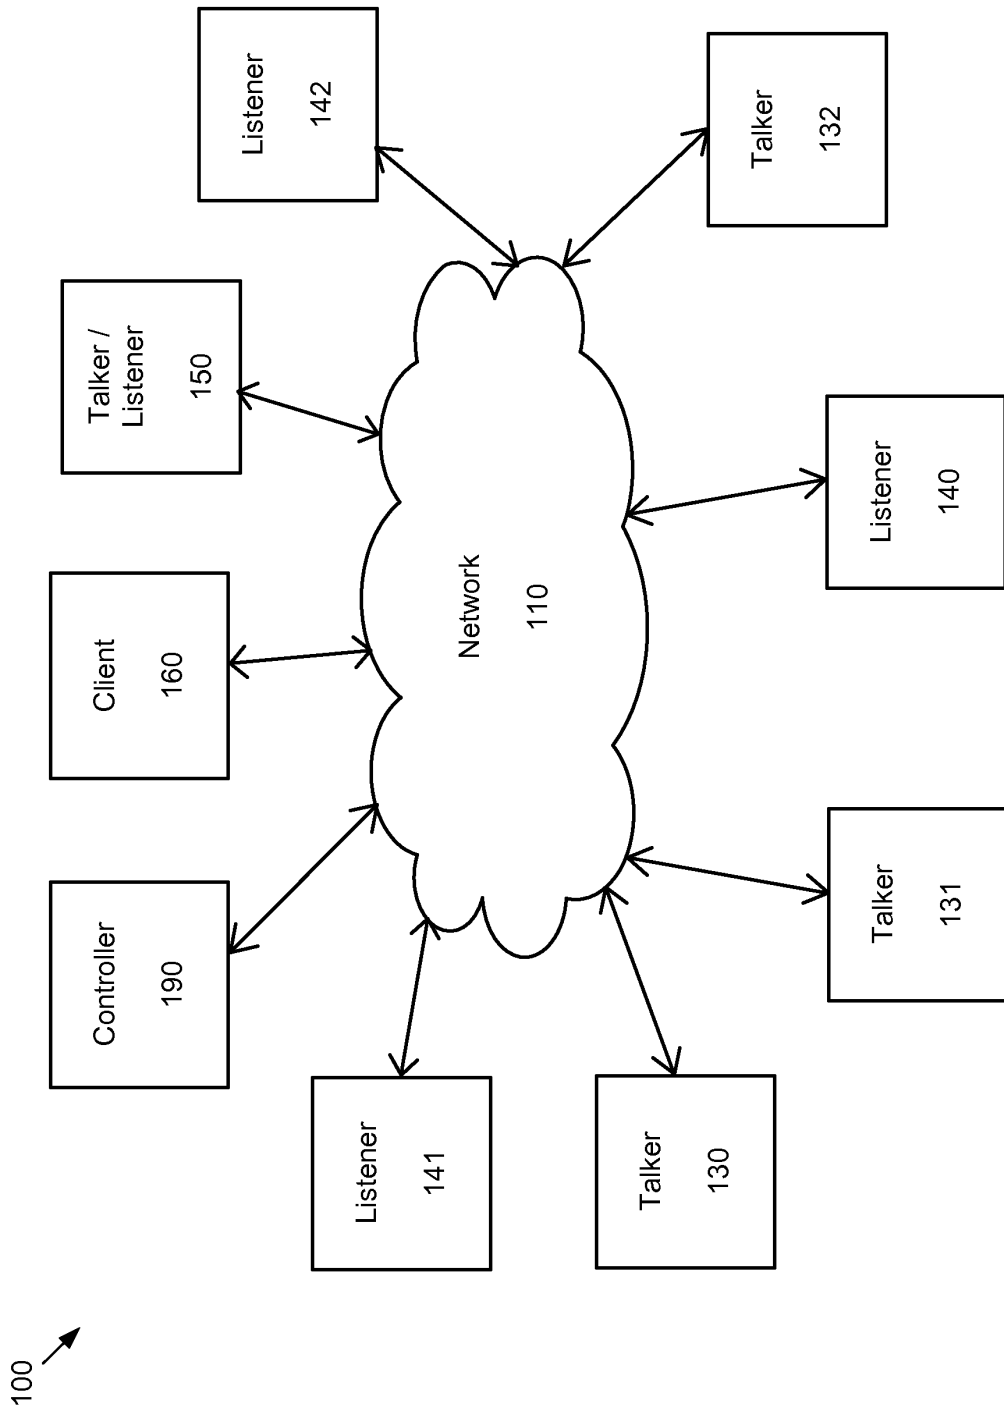 100
Controller
190
Client
160
Talker /
Listener
150
Listener
142
Listener
141
Network
110
Talker
130
Talker
131
Listener
140
Talker
132